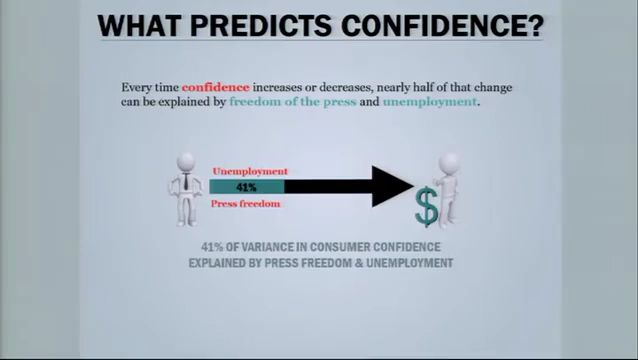 WHAT PREDICTS CONFIDENCE?
Every time confidence increases or decreases, nearly half of that change
can be explained by freedom of the press and unemployment.
Unemployment
41%
Press freedom
$
41% OF VARIANCE IN CONSUMER CONFIDENCE
EXPLAINED BY PRESS FREEDOM & UNEMPLOYMENT